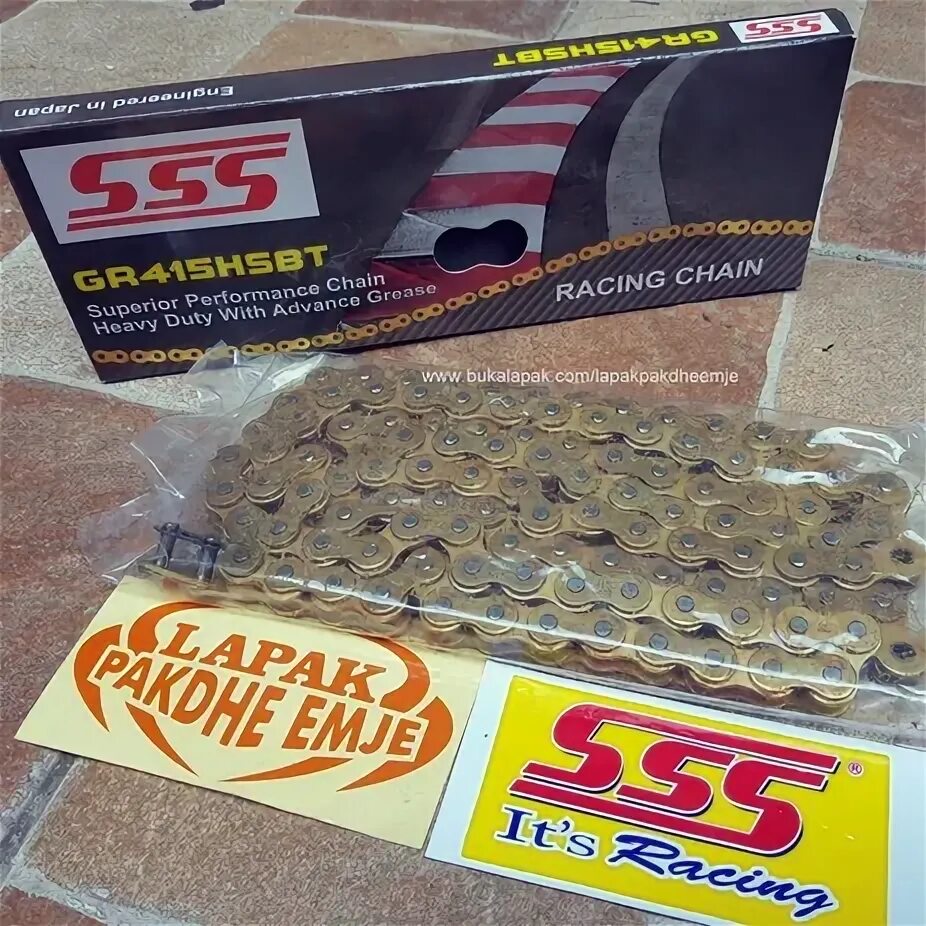 SSS
GR415HSBT
Engineered in Japan
SSS
GR415HSBT
Superior Performance Chain
Heavy Duty With Advance Grease
RACING CHAIN
www.bukalapak.com/lapakpakdheemje
LAPAK
PAKDHE EMJE
SSS®
It's Racing